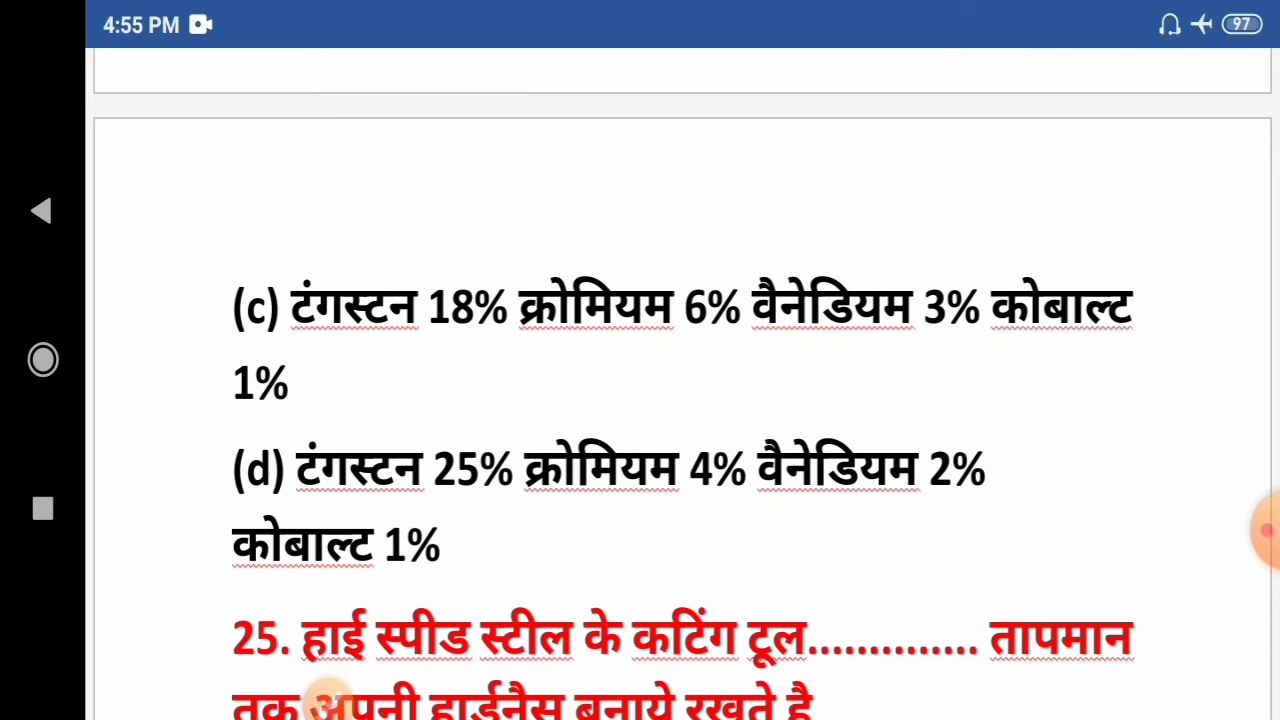 4:55 PM
97
(c) टंगस्टन 18% क्रोमियम 6% वैनेडियम 3% कोबाल्ट
1%
(d) टंगस्टन 25% क्रोमियम 4% वैनेडियम 2%
कोबाल्ट 1%
25. हाई स्पीड स्टील के कटिंग टूल.............. तापमान
तक अपनी हार्डनैस बनाये रखते है